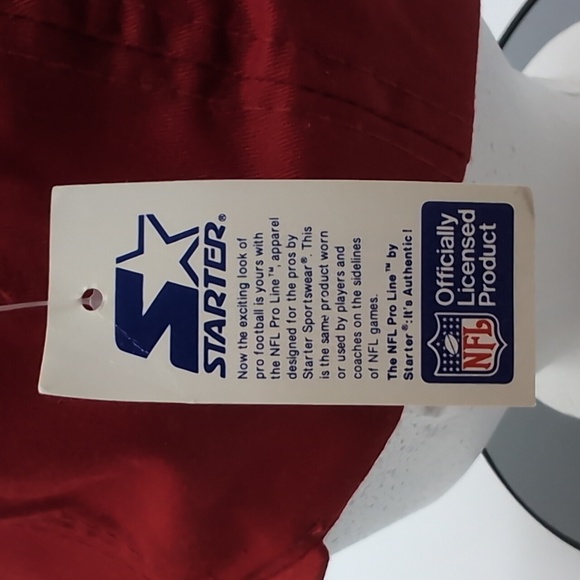 STARTER®
Now the exciting look of
pro football is yours with
the NFL Pro Line™, apparel
designed for the pros by
Starter Sportswear®. This
is the same product worn
or used by players and
coaches on the sidelines
of NFL games.
The NFL Pro Line™ by
Starter®: It's Authentic!
Officially
Licensed
Product
NFL